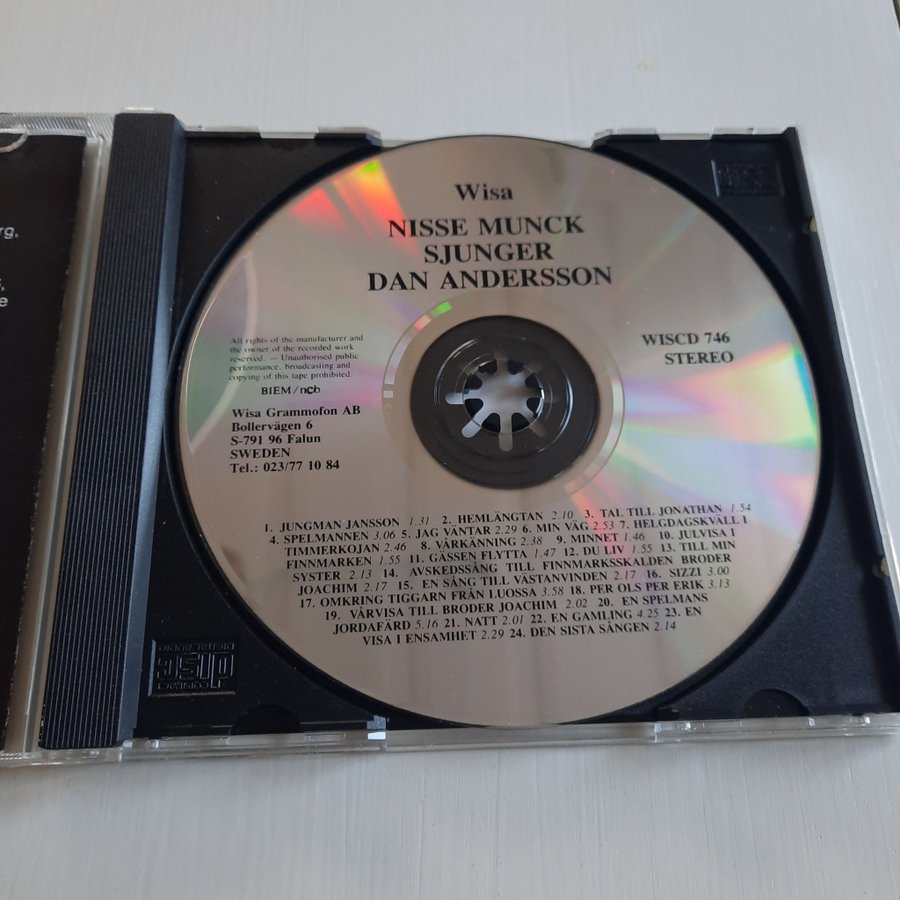 rg,
s,
e
Wisa
NISSE MUNCK
SJUNGER
DAN ANDERSSON
All rights of the manufacturer and
the owner of the recorded work
reserved. — Unauthorised public
performance, broadcasting and
copying of this tape prohibited.
BIEM/ncb
Wisa Grammofon AB
Bollervägen 6
S-791 96 Falun
SWEDEN
Tel.: 023/77 10 84
WISCD 746
STEREO
1. JUNGMAN JANSSON 1.31 2. HEMLÄNGTAN 2.10 3. TAL TILL JONATHAN 1.54
4. SPELMANNEN 3.06 5. JAG VÄNTAR 2.29 6. MIN VÄG 2.53 7. HELGDAGSKVÄLL I
TIMMERKOJAN 2.46 8. VÅRKÄNNING 2.38 9. MINNET 1.46 10. JULVISA I
FINNMARKEN 1.55 11. GÄSSEN FLYTTA 1.47 12. DU LIV 1.55 13. TILL MIN
SYSTER 2.13 14. AVSKEDSSÅNG TILL FINNMARKSSKALDEN BRODER
JOACHIM 2.17 15. EN SÅNG TILL VÄSTANVINDEN 2.17 16. SIZZI 3.00
17. OMKRING TIGGARN FRÅN LUOSSA 3.58 18. PER OLS PER ERIK 3.13
19. VÅRVISA TILL BRODER JOACHIM 2.02 20. EN SPELMANS
JORDAFÄRD 5.16 21. NATT 2.01 22. EN GAMLING 4.25 23. EN
VISA I ENSAMHET 2.29 24. DEN SISTA SÅNGEN 2.14
COMPACT
disc
DIGITAL AUDIO